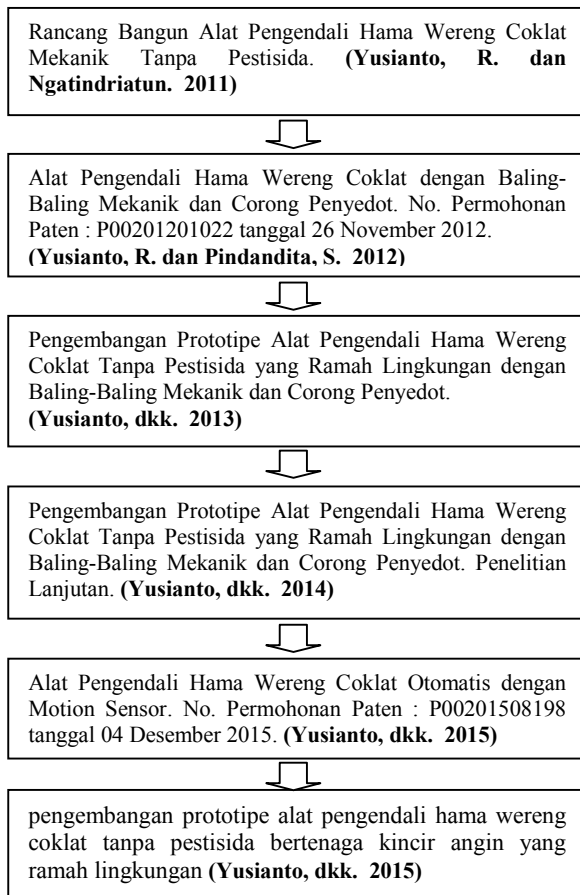 Rancang Bangun Alat Pengendali Hama Wereng Coklat
Mekanik Tanpa Pestisida. (Yusianto, R. dan
Ngatindriatun. 2011)
Alat Pengendali Hama Wereng Coklat dengan Baling-
Baling Mekanik dan Corong Penyedot. No. Permohonan
Paten : P00201201022 tanggal 26 November 2012.
(Yusianto, R. dan Pindandita, S. 2012)
Pengembangan Prototipe Alat Pengendali Hama Wereng
Coklat Tanpa Pestisida yang Ramah Lingkungan dengan
Baling-Baling Mekanik dan Corong Penyedot.
(Yusianto, dkk. 2013)
Pengembangan Prototipe Alat Pengendali Hama Wereng
Coklat Tanpa Pestisida yang Ramah Lingkungan dengan
Baling-Baling Mekanik dan Corong Penyedot. Penelitian
Lanjutan. (Yusianto, dkk. 2014)
Alat Pengendali Hama Wereng Coklat Otomatis dengan
Motion Sensor. No. Permohonan Paten : P00201508198
tanggal 04 Desember 2015. (Yusianto, dkk. 2015)
pengembangan prototipe alat pengendali hama wereng
coklat tanpa pestisida bertenaga kincir angin yang
ramah lingkungan (Yusianto, dkk. 2015)